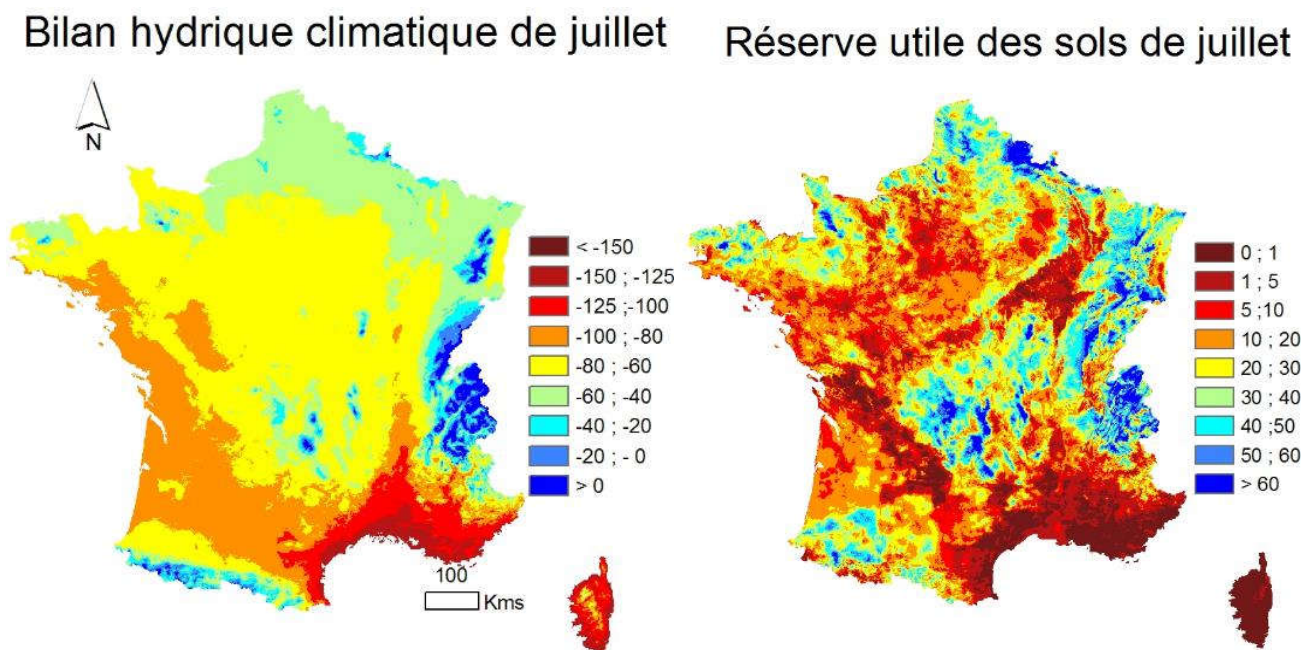 Bilan hydrique climatique de juillet
Réserve utile des sols de juillet
N
< -150
-150 ; -125
-125 ; -100
-100 ; -80
-80 ; -60
-60 ; -40
-40 ; -20
-20 ; - 0
> 0
100
Kms
0 ; 1
1 ; 5
5 ;10
10 ; 20
20 ; 30
30 ; 40
40 ;50
50 ; 60
> 60